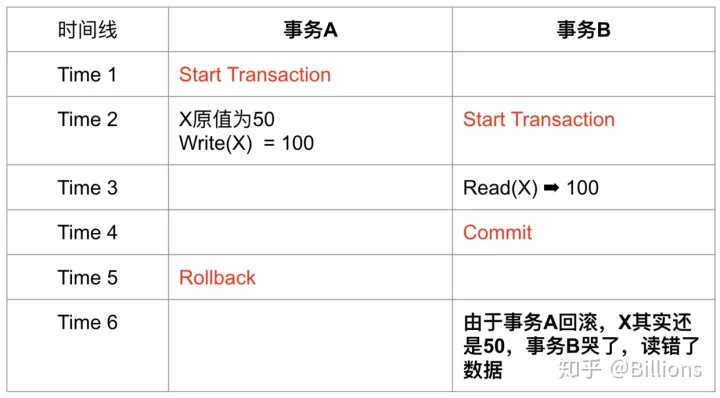 时间线 事务A 事务B
Time 1 Start Transaction
Time 2 X原值为50 Start Transaction
Write(X) = 100
Time 3 Read(X) ➡ 100
Time 4 Commit
Time 5 Rollback
Time 6 由于事务A回滚，X其实还
是50，事务B哭了，读错了
数据
知乎 @Billions